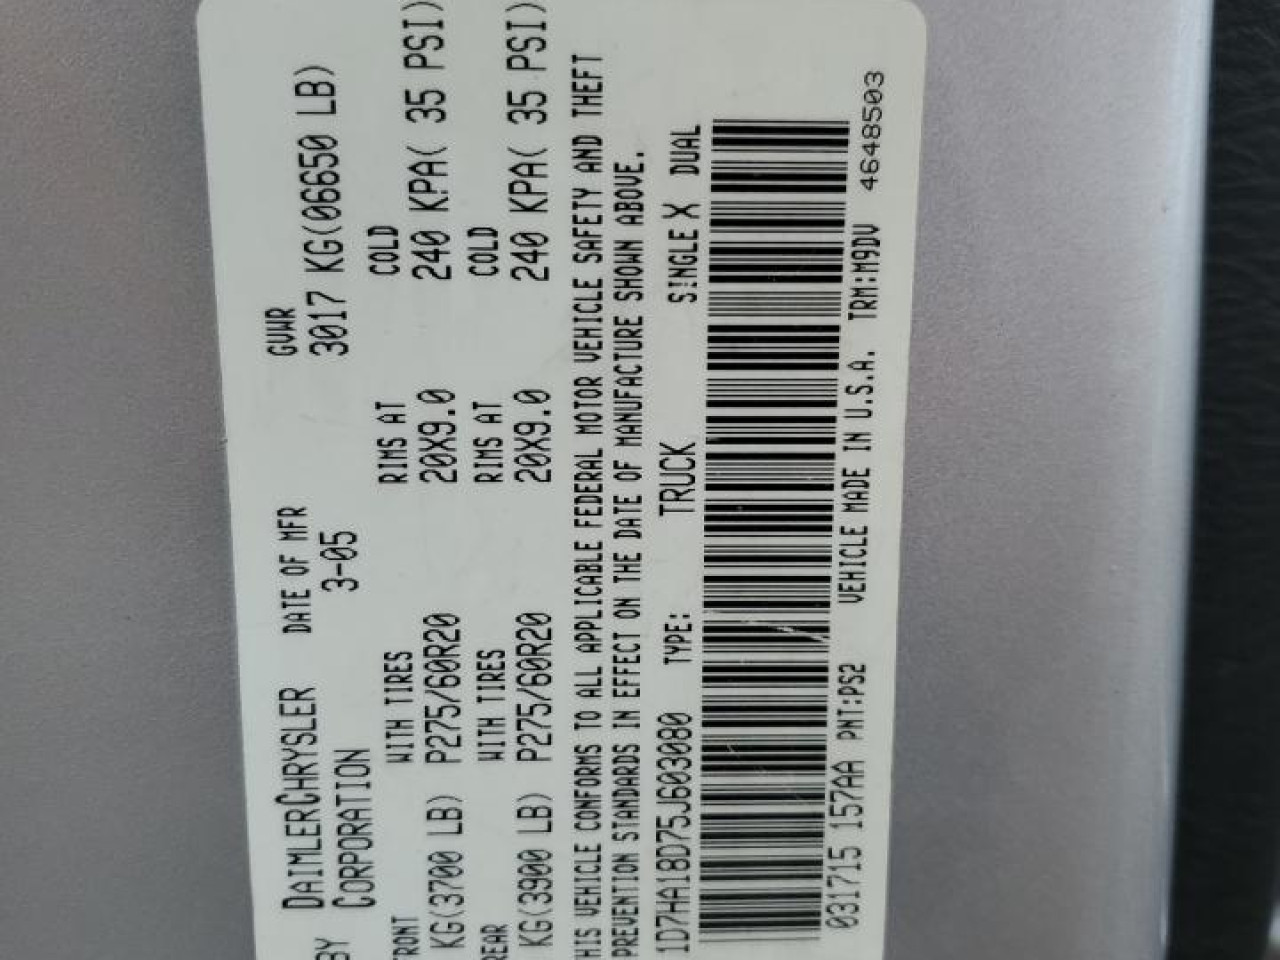 BY DAIMLERCHRYSLER DATE OF MFR GVWR
CORPORATION 3-05 3017 KG(06650 LB)
FRONT WITH TIRES RIMS AT COLD
KG(3700 LB) P275/60R20 20X9.0 240 KPA( 35 PSI)
REAR WITH TIRES RIMS AT COLD
KG(3900 LB) P275/60R20 20X9.0 240 KPA( 35 PSI)
THIS VEHICLE CONFORMS TO ALL APPLICABLE FEDERAL MOTOR VEHICLE SAFETY AND THEFT
PREVENTION STANDARDS IN EFFECT ON THE DATE OF MANUFACTURE SHOWN ABOVE.
1D7HA18D75J603080 TYPE: TRUCK SINGLE X DUAL
031715 157AA PNT:PS2 VEHICLE MADE IN U.S.A. TRM:M9DV 4648503